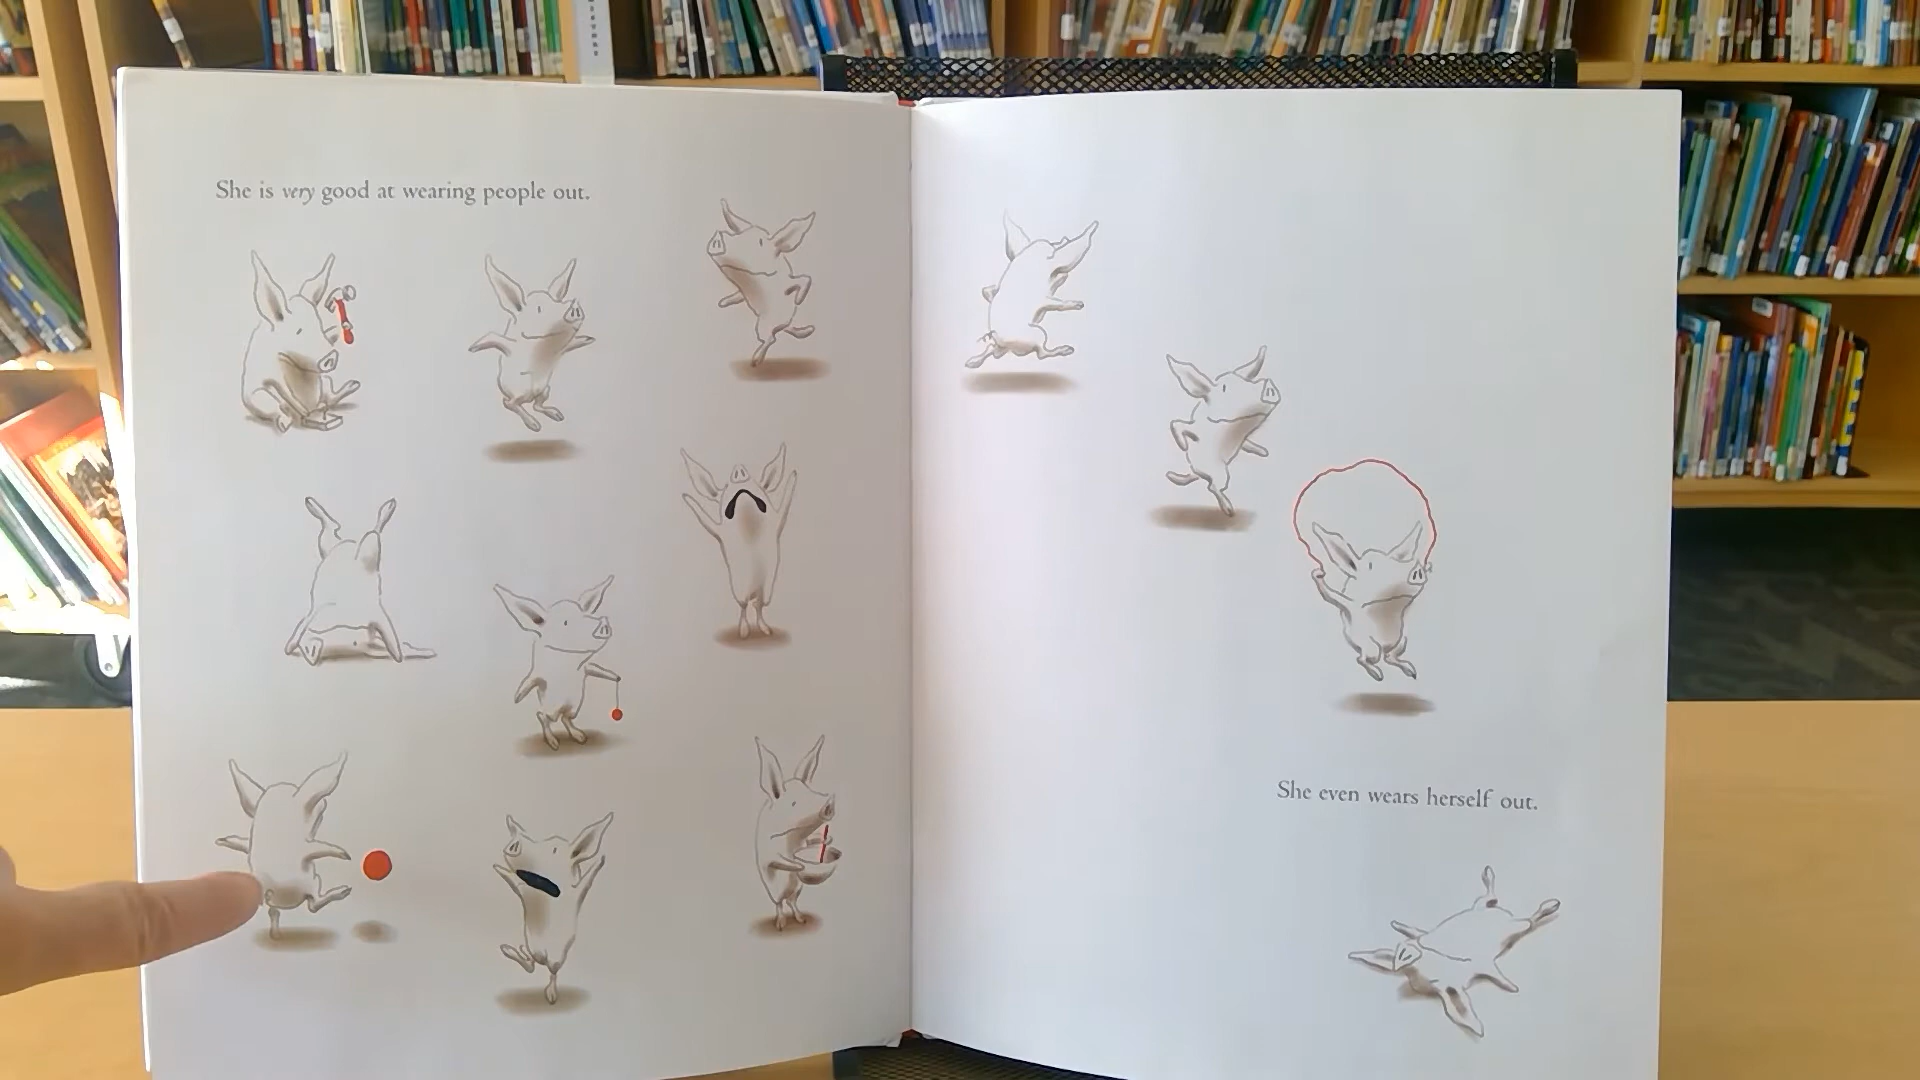 She is very good at wearing people out.
She even wears herself out.